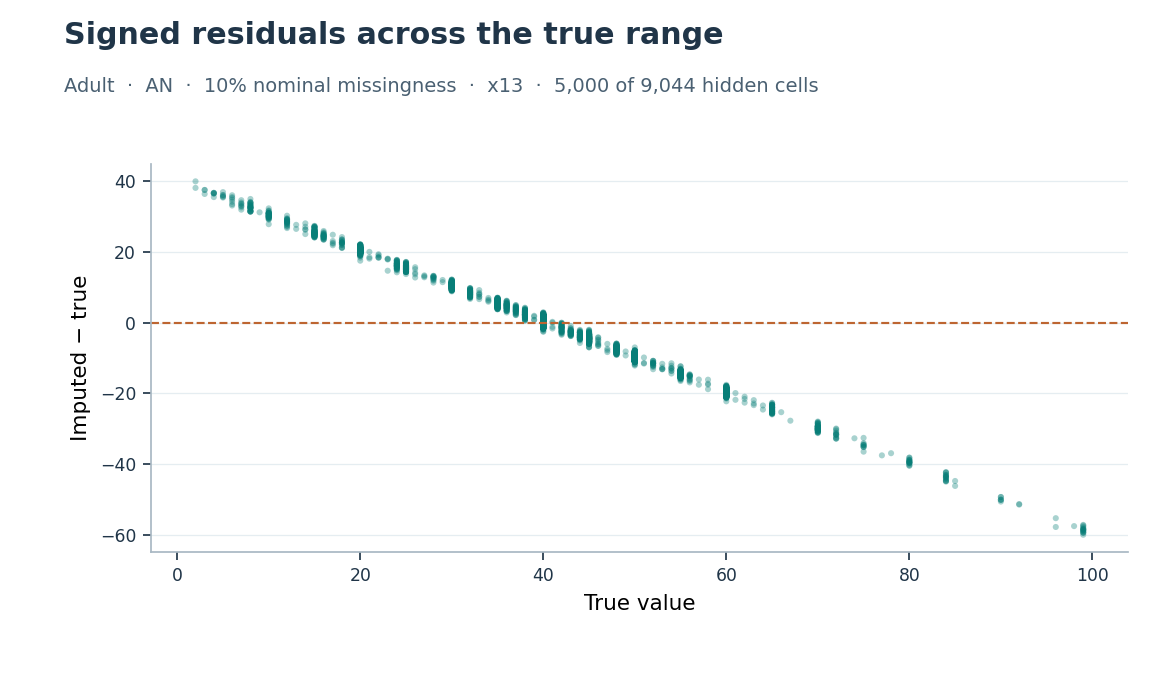 Signed residuals across the true range
Adult · AN · 10% nominal missingness · x13 · 5,000 of 9,044 hidden cells
Imputed − true
40
20
0
−20
−40
−60
0 20 40 60 80 100
True value